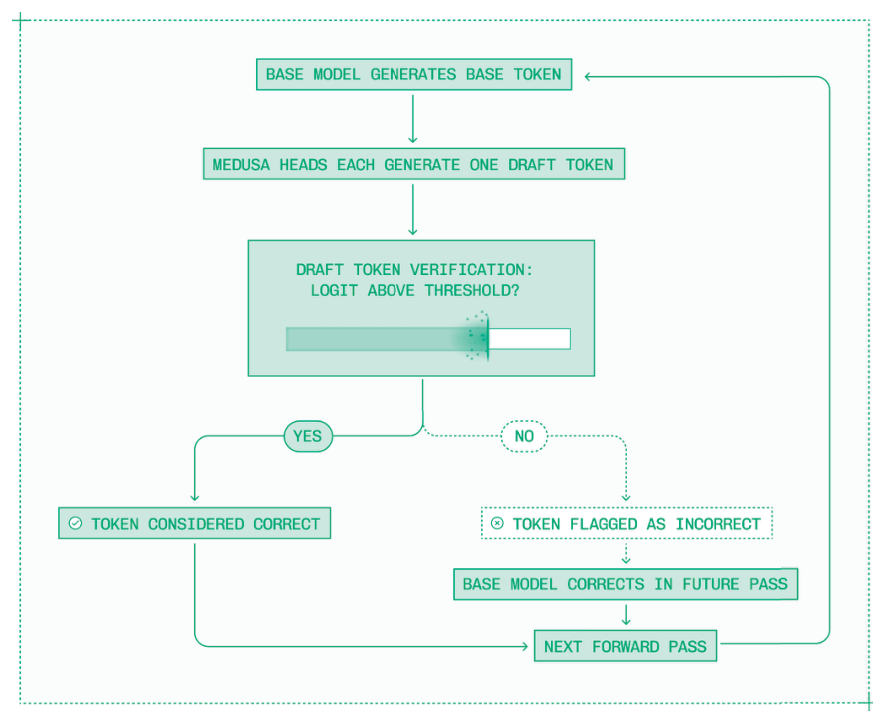 BASE MODEL GENERATES BASE TOKEN
MEDUSA HEADS EACH GENERATE ONE DRAFT TOKEN
DRAFT TOKEN VERIFICATION:
LOGIT ABOVE THRESHOLD?
YES
NO
TOKEN CONSIDERED CORRECT
TOKEN FLAGGED AS INCORRECT
BASE MODEL CORRECTS IN FUTURE PASS
NEXT FORWARD PASS